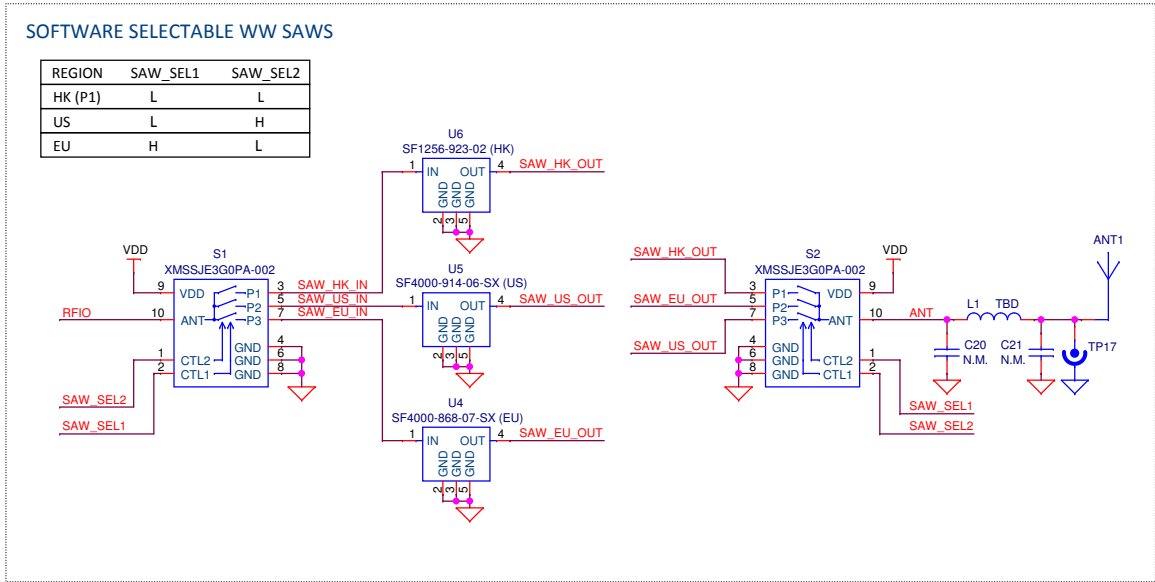 SOFTWARE SELECTABLE WW SAWS
REGION SAW_SEL1 SAW_SEL2
HK (P1) L L
US L H
EU H L
U6
SF1256-923-02 (HK)
1 IN OUT 4 SAW_HK_OUT
GND GND GND
2 3 5
S1
XMSSJE3G0PA-002
VDD
9 VDD P1 3 SAW_HK_IN
P2 5 SAW_US_IN
RFIO 10 ANT P3 7 SAW_EU_IN
GND 4
1 CTL2 GND 6
2 CTL1 GND 8
SAW_SEL2
SAW_SEL1
U5
SF4000-914-06-SX (US)
1 IN OUT 4 SAW_US_OUT
GND GND GND
2 3 5
U4
SF4000-868-07-SX (EU)
1 IN OUT 4 SAW_EU_OUT
GND GND GND
2 3 5
S2
XMSSJE3G0PA-002
VDD
SAW_HK_OUT
3 P1 VDD 9
SAW_EU_OUT 5 P2
7 P3 ANT 10 ANT
SAW_US_OUT
4 GND
6 GND CTL2 1
8 GND CTL1 2
SAW_SEL1
SAW_SEL2
L1 TBD
ANT1
C20
N.M.
C21
N.M.
TP17